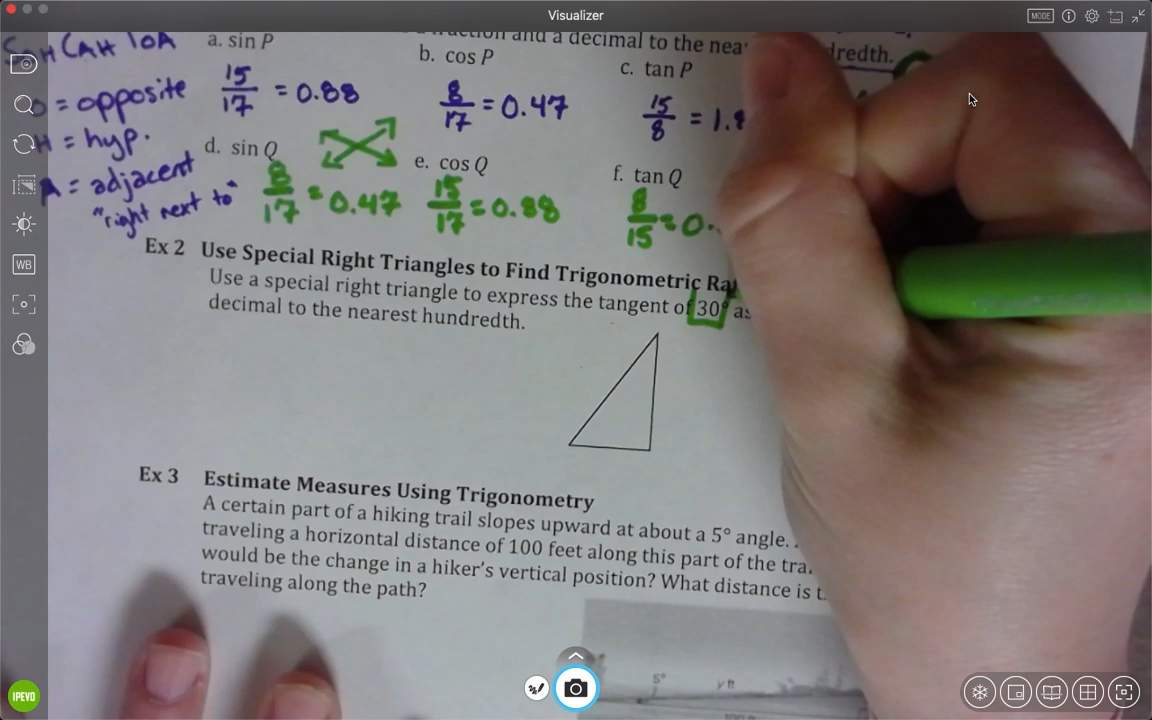 Visualizer
MODE
SOH CAH TOA
O = opposite
H = hyp.
A = adjacent
"right next to"
and a decimal to the
a. sin P
15/17 = 0.88
b. cos P
8/17 = 0.47
c. tan P
15/8 = 1.
d. sin Q
8/17 = 0.47
e. cos Q
15/17 = 0.88
f. tan Q
8/15 = 0.
Ex 2 Use Special Right Triangles to Find Trigonometric
Use a special right triangle to express the tangent of 30° as
decimal to the nearest hundredth.
Ex 3 Estimate Measures Using Trigonometry
A certain part of a hiking trail slopes upward at about a 5° angle.
traveling a horizontal distance of 100 feet along this part of the
would be the change in a hiker's vertical position? What distance is
traveling along the path?
5°
y ft
WB
IPEVO